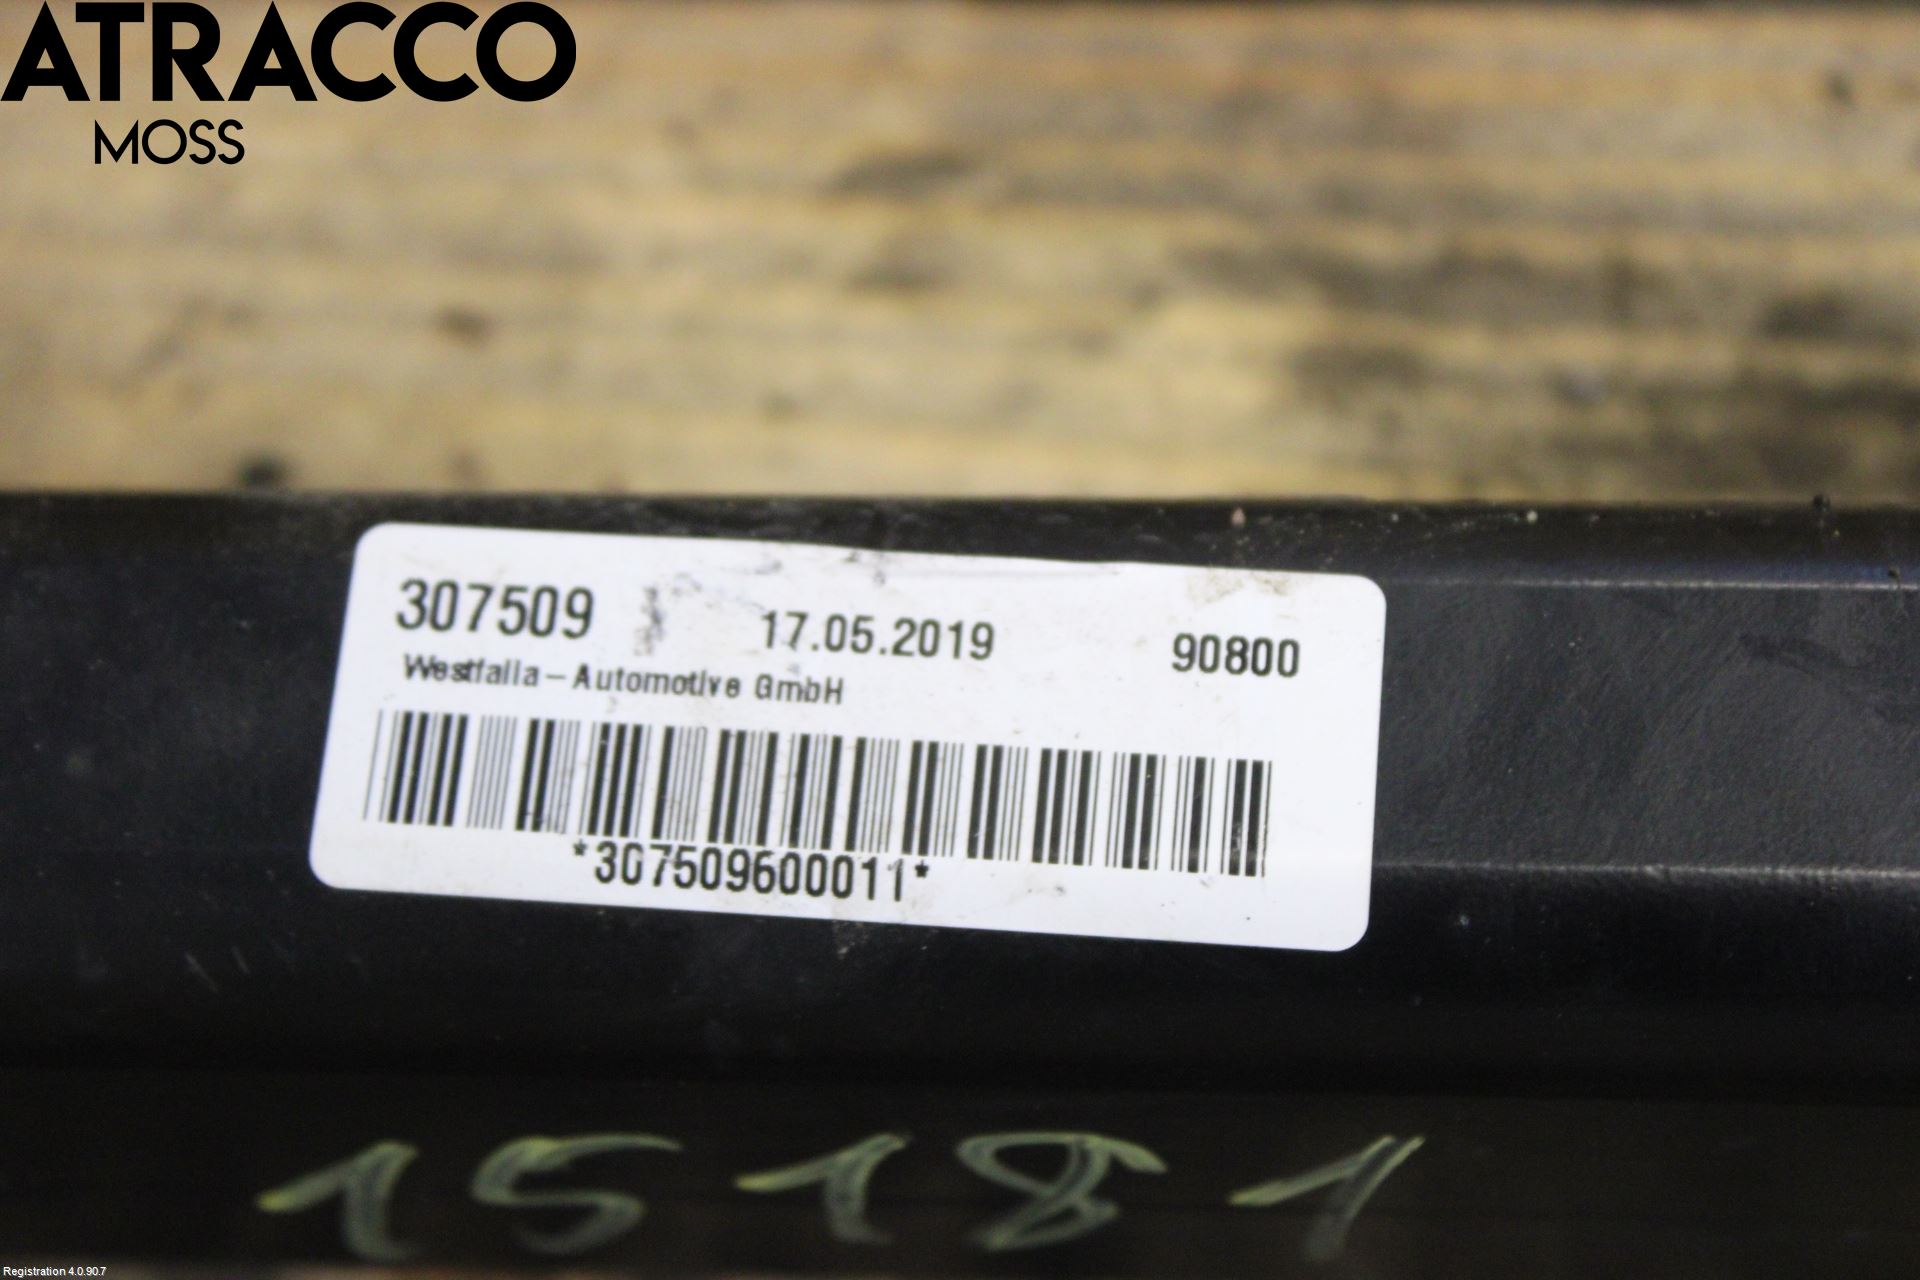 ATRACCO
MOSS
307509 17.05.2019 90800
Westfalia-Automotive GmbH
*307509600011*
15181
Registration 4.0.90.7